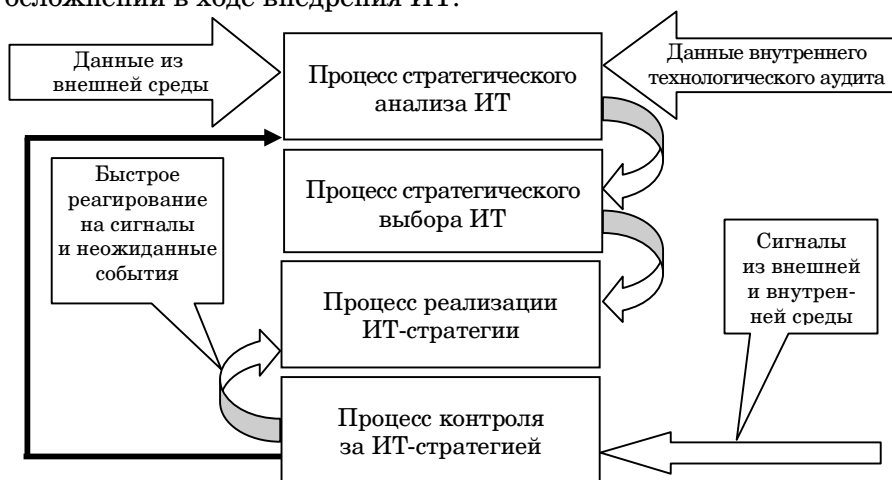 осложнений в ходе внедрения ИТ.
Данные из
внешней среды
Процесс стратегического
анализа ИТ
Данные внутреннего
технологического аудита
Быстрое
реагирование
на сигналы
и неожиданные
события
Процесс стратегического
выбора ИТ
Сигналы
из внешней
и внутрен-
ней среды
Процесс реализации
ИТ-стратегии
Процесс контроля
за ИТ-стратегией